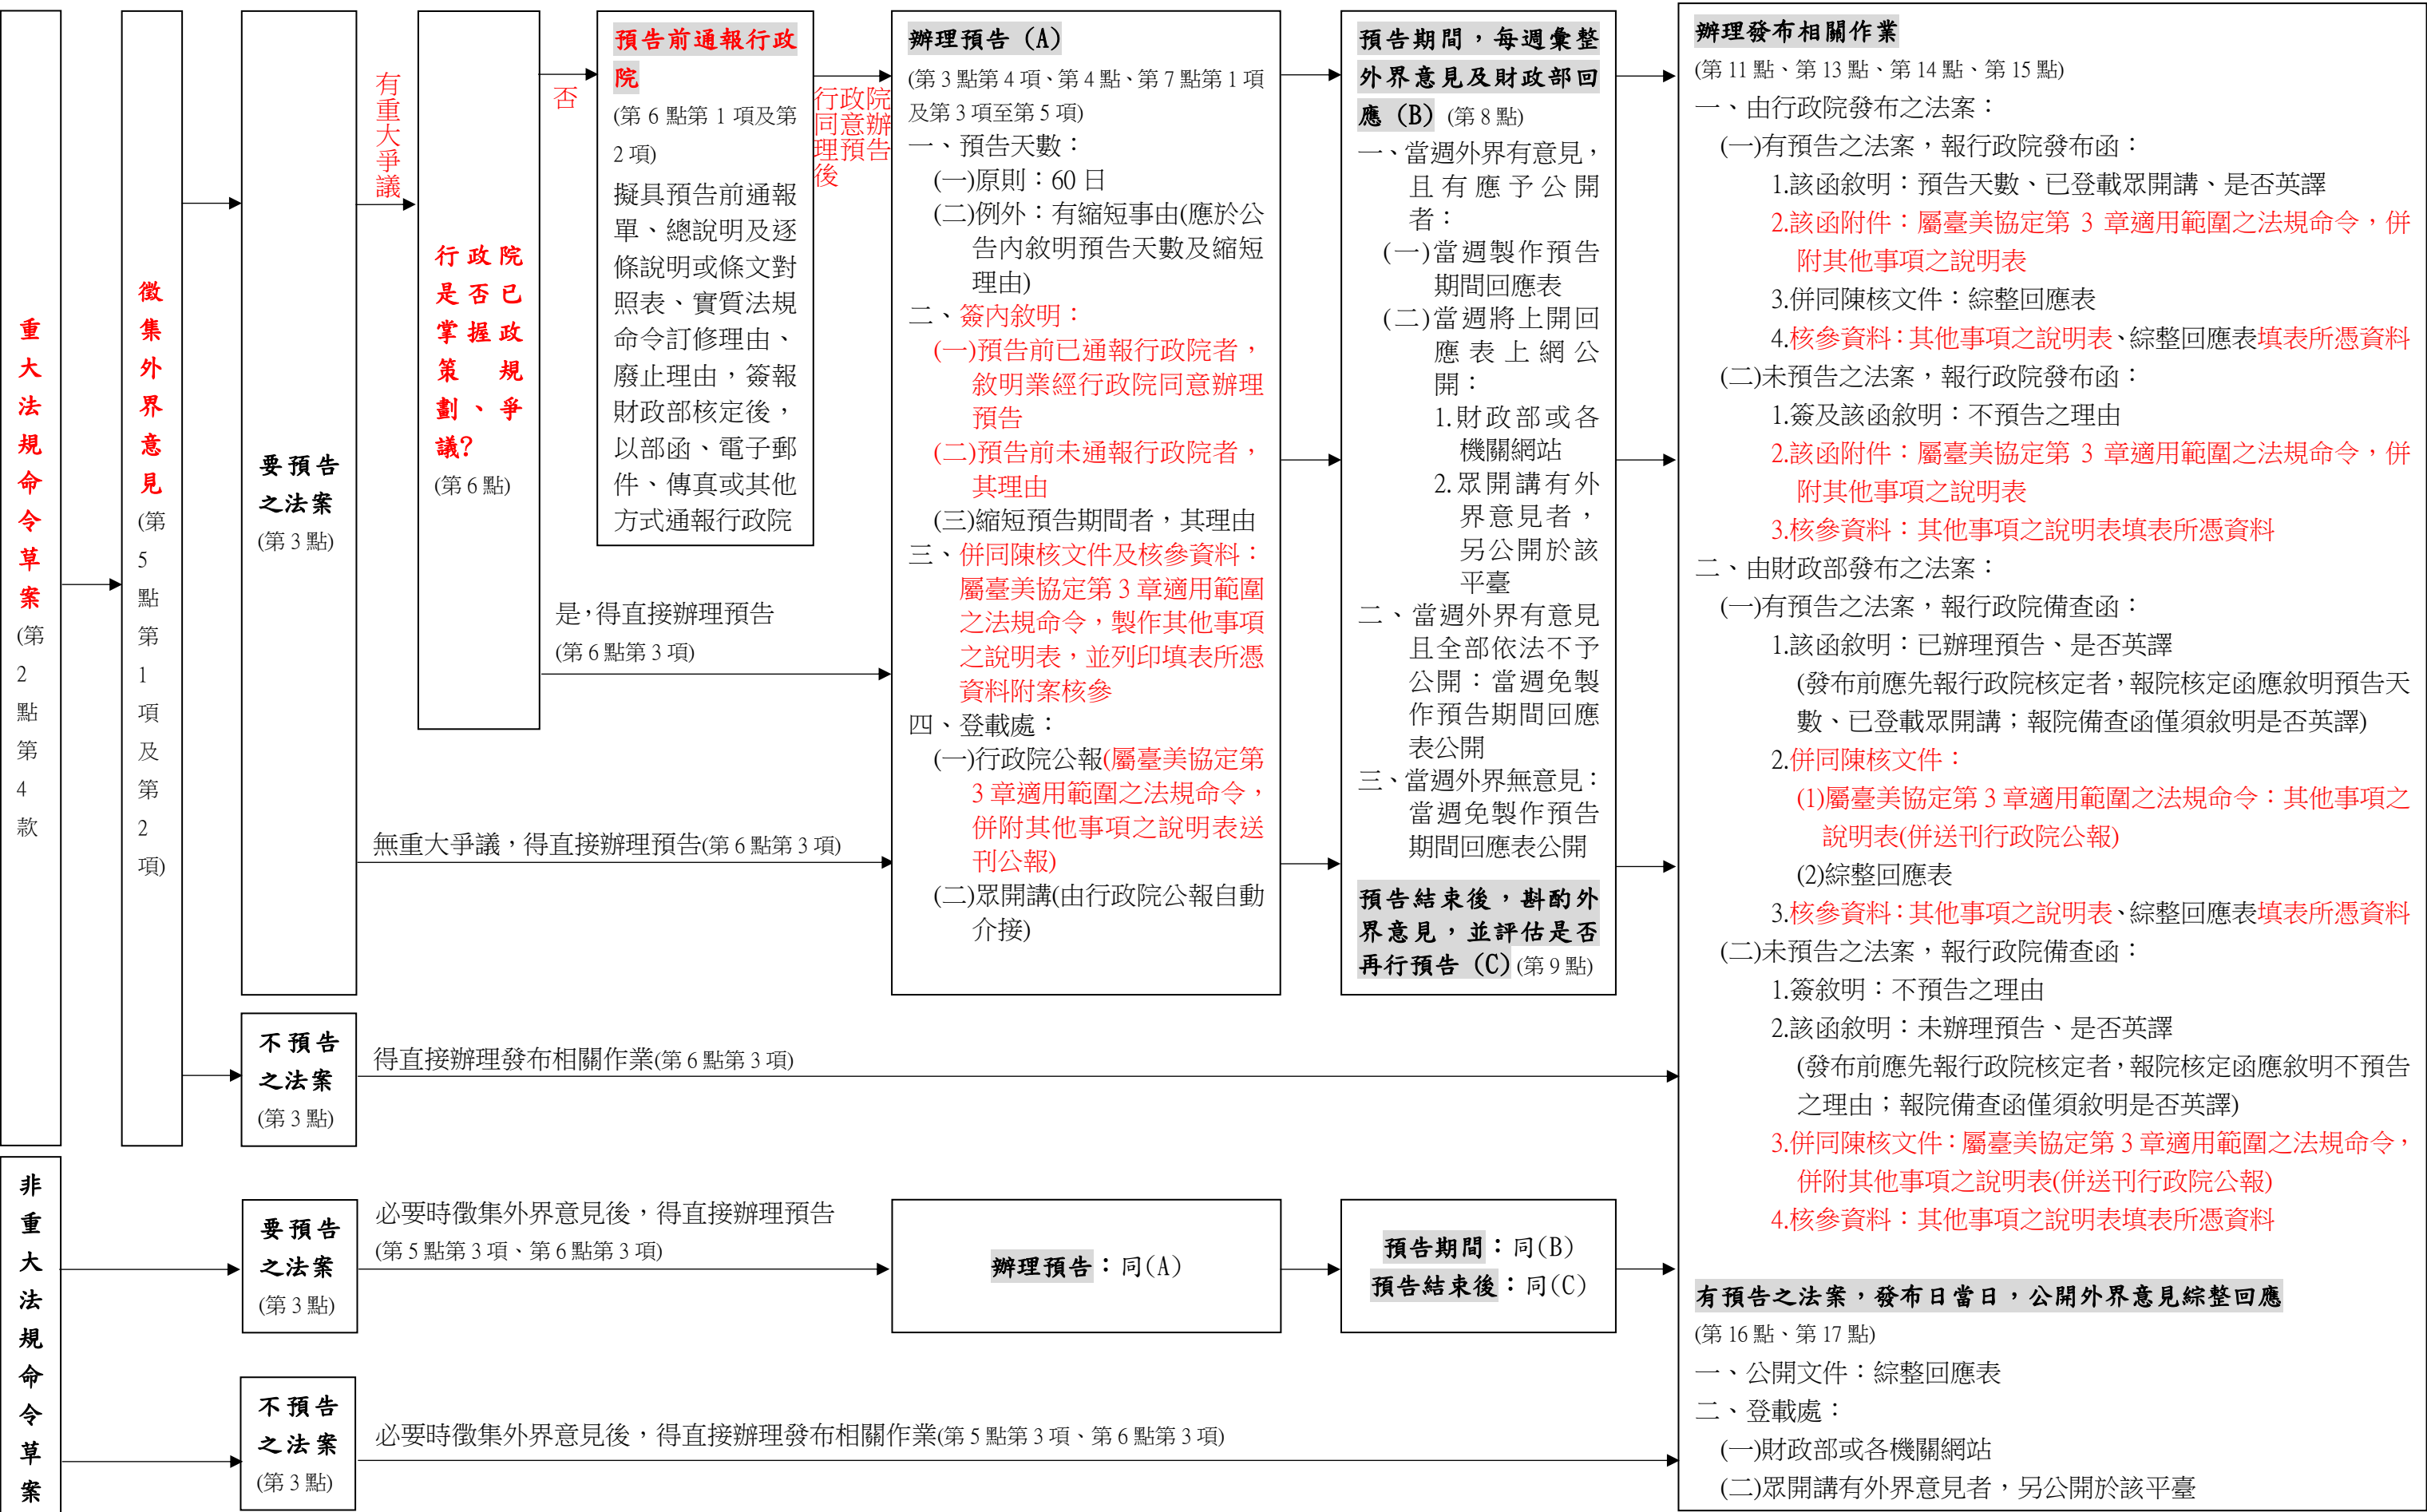 重大法規命令草案(第2點第4款
徵集外界意見(第5點第1項及第2項)
要預告
之法案
(第3點)
有重大爭議
行政院
是否已
掌握政
策規
劃、爭
議?
(第6點)
否
預告前通報行政
院
(第6點第1項及第
2項)
擬具預告前通報
單、總說明及逐
條說明或條文對
照表、實質法規
命令訂修理由、
廢止理由，簽報
財政部核定後，
以部函、電子郵
件、傳真或其他
方式通報行政院
行政院
同意辦
理預告
後
是，得直接辦理預告
(第6點第3項)
無重大爭議，得直接辦理預告(第6點第3項)
辦理預告（A）
(第3點第4項、第4點、第7點第1項
及第3項至第5項)
一、預告天數：
(一)原則：60日
(二)例外：有縮短事由(應於公
告內敘明預告天數及縮短
理由)
二、簽內敘明：
(一)預告前已通報行政院者，
敘明業經行政院同意辦理
預告
(二)預告前未通報行政院者，
其理由
(三)縮短預告期間者，其理由
三、併同陳核文件及核參資料：
屬臺美協定第3章適用範圍
之法規命令，製作其他事項
之說明表，並列印填表所憑
資料附案核參
四、登載處：
(一)行政院公報(屬臺美協定第
3章適用範圍之法規命令，
併附其他事項之說明表送
刊公報)
(二)眾開講(由行政院公報自動
介接)
預告期間，每週彙整
外界意見及財政部回
應（B）(第8點)
一、當週外界有意見，
且有應予公開
者：
(一)當週製作預告
期間回應表
(二)當週將上開回
應表上網公
開：
1.財政部或各
機關網站
2.眾開講有外
界意見者，
另公開於該
平臺
二、當週外界有意見
且全部依法不予
公開：當週免製
作預告期間回應
表公開
三、當週外界無意見：
當週免製作預告
期間回應表公開
預告結束後，斟酌外
界意見，並評估是否
再行預告（C）(第9點)
不預告
之法案
(第3點)
得直接辦理發布相關作業(第6點第3項)
非重大法規命令草案
要預告
之法案
(第3點)
必要時徵集外界意見後，得直接辦理預告
(第5點第3項、第6點第3項)
辦理預告：同(A)
預告期間：同(B)
預告結束後：同(C)
不預告
之法案
(第3點)
必要時徵集外界意見後，得直接辦理發布相關作業(第5點第3項、第6點第3項)
辦理發布相關作業
(第11點、第13點、第14點、第15點)
一、由行政院發布之法案：
(一)有預告之法案，報行政院發布函：
1.該函敘明：預告天數、已登載眾開講、是否英譯
2.該函附件：屬臺美協定第3章適用範圍之法規命令，併
附其他事項之說明表
3.併同陳核文件：綜整回應表
4.核參資料：其他事項之說明表、綜整回應表填表所憑資料
(二)未預告之法案，報行政院發布函：
1.簽及該函敘明：不預告之理由
2.該函附件：屬臺美協定第3章適用範圍之法規命令，併
附其他事項之說明表
3.核參資料：其他事項之說明表填表所憑資料
二、由財政部發布之法案：
(一)有預告之法案，報行政院備查函：
1.該函敘明：已辦理預告、是否英譯
(發布前應先報行政院核定者，報院核定函應敘明預告天
數、已登載眾開講；報院備查函僅須敘明是否英譯)
2.併同陳核文件：
(1)屬臺美協定第3章適用範圍之法規命令：其他事項之
說明表(併送刊行政院公報)
(2)綜整回應表
3.核參資料：其他事項之說明表、綜整回應表填表所憑資料
(二)未預告之法案，報行政院備查函：
1.簽敘明：不預告之理由
2.該函敘明：未辦理預告、是否英譯
(發布前應先報行政院核定者，報院核定函應敘明不預告
之理由；報院備查函僅須敘明是否英譯)
3.併同陳核文件：屬臺美協定第3章適用範圍之法規命令，
併附其他事項之說明表(併送刊行政院公報)
4.核參資料：其他事項之說明表填表所憑資料
有預告之法案，發布日當日，公開外界意見綜整回應
(第16點、第17點)
一、公開文件：綜整回應表
二、登載處：
(一)財政部或各機關網站
(二)眾開講有外界意見者，另公開於該平臺